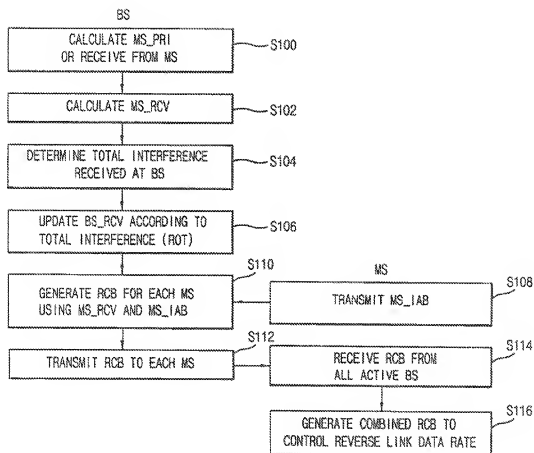 BS
CALCULATE MS_PRI
OR RECEIVE FROM MS
S100
CALCULATE MS_RCV
S102
DETERMINE TOTAL INTERFERENCE
RECEIVED AT BS
S104
UPDATE BS_RCV ACCORDING TO
TOTAL INTERFERENCE (ROT)
S106
S110
MS
GENERATE RCB FOR EACH MS
USING MS_RCV AND MS_IAB
TRANSMIT MS_IAB
S108
S112
TRANSMIT RCB TO EACH MS
RECEIVE RCB FROM
ALL ACTIVE BS
S114
GENERATE COMBINED RCB TO
CONTROL REVERSE LINK DATA RATE
S116